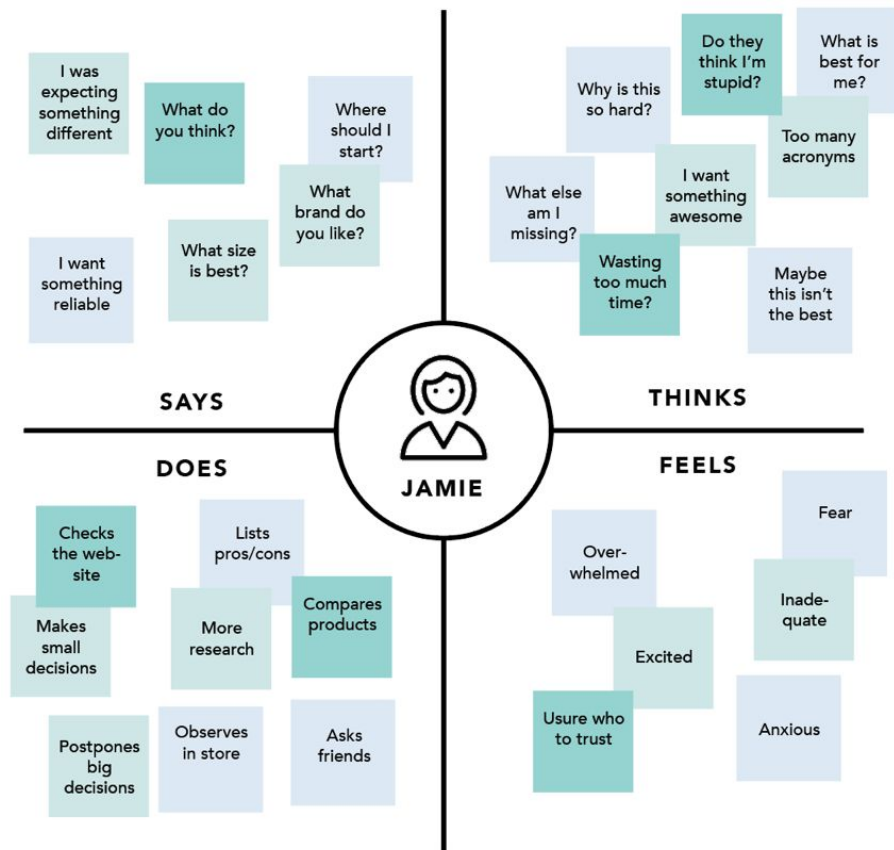 I was
expecting
something
different
What do
you think?
Where
should I
start?
What
brand do
you like?
I want
something
reliable
What size
is best?
SAYS
Do they
think I'm
stupid?
What is
best for
me?
Why is this
so hard?
Too many
acronyms
I want
something
awesome
What else
am I
missing?
Wasting
too much
time?
Maybe
this isn't
the best
THINKS
JAMIE
DOES
Checks
the web-
site
Lists
pros/cons
Compares
products
Makes
small
decisions
More
research
Postpones
big
decisions
Observes
in store
Asks
friends
FEELS
Over-
whelmed
Fear
Inade-
quate
Excited
Usure who
to trust
Anxious